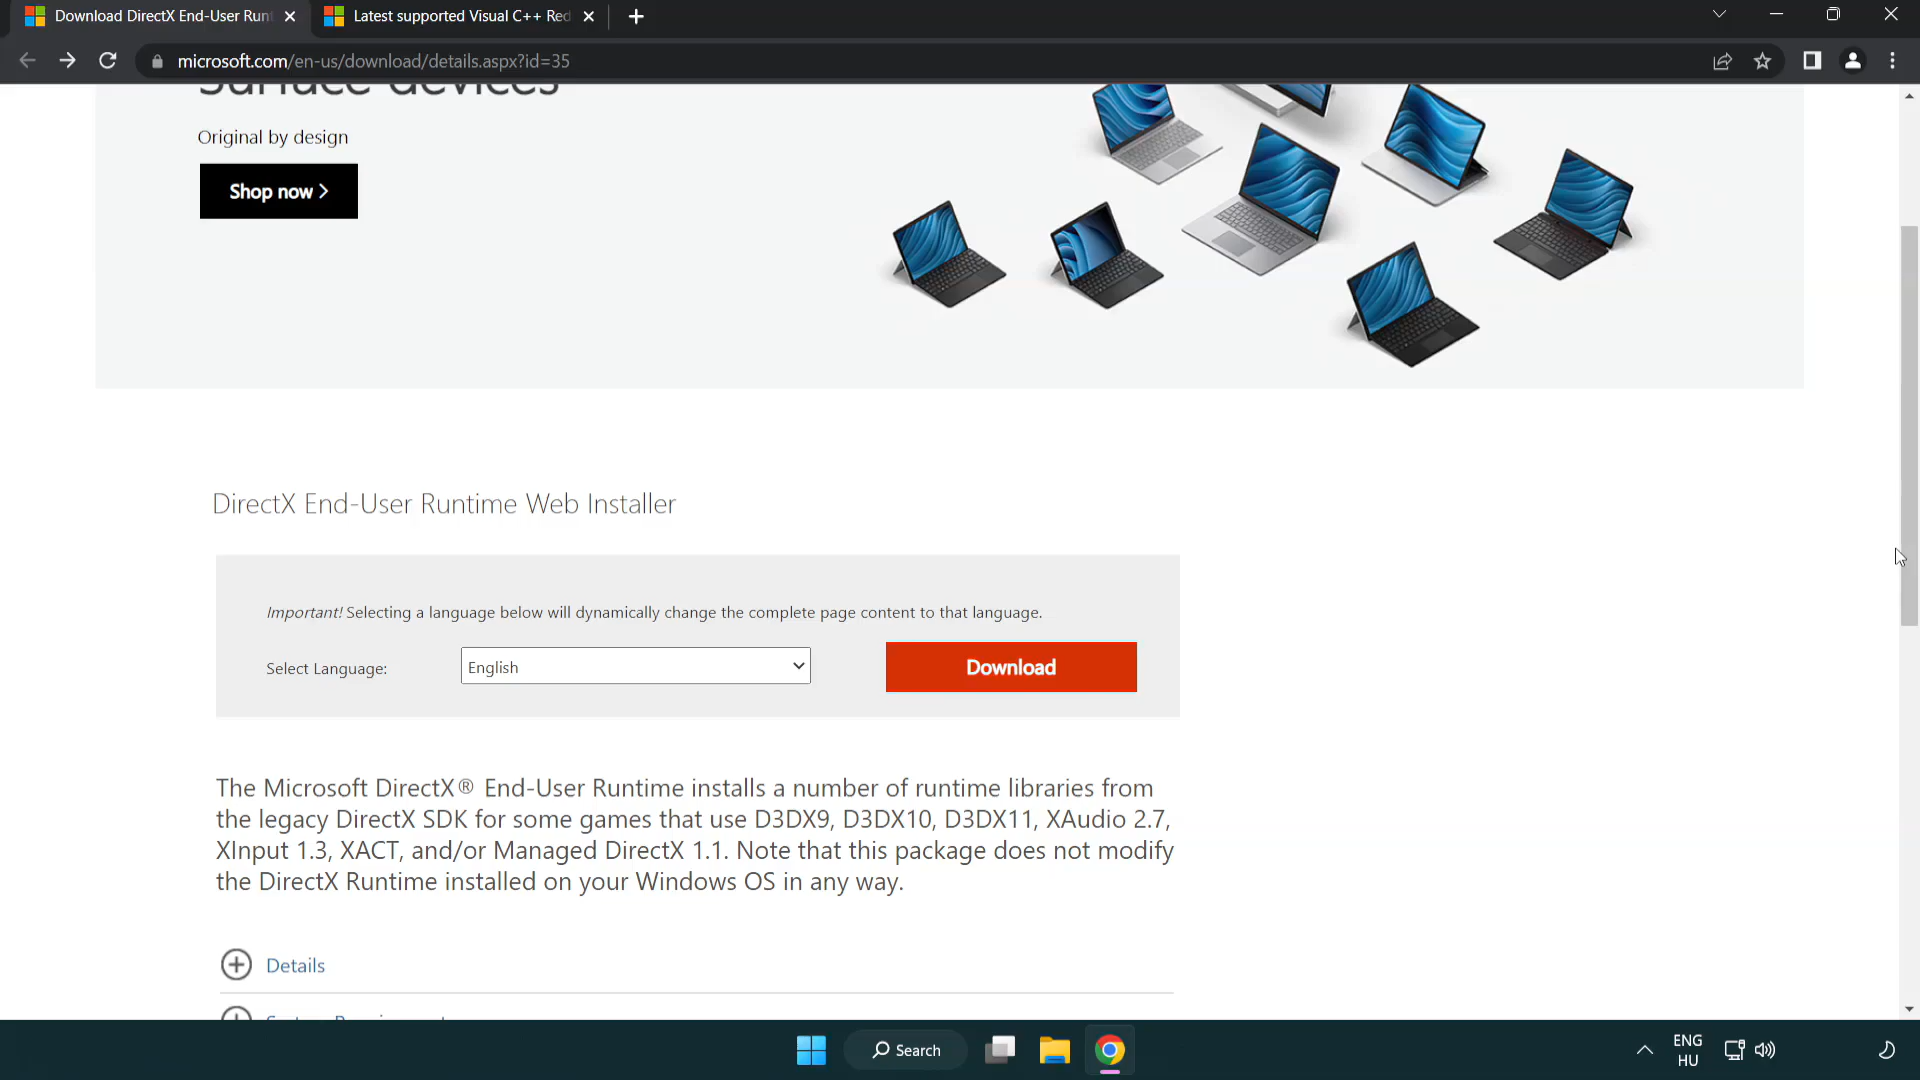 Download DirectX End-User Runt
Latest supported Visual C++ Red
microsoft.com/en-us/download/details.aspx?id=35
Surface devices
Original by design
Shop now
DirectX End-User Runtime Web Installer
Important! Selecting a language below will dynamically change the complete page content to that language.
Select Language:
English
Download
The Microsoft DirectX® End-User Runtime installs a number of runtime libraries from
the legacy DirectX SDK for some games that use D3DX9, D3DX10, D3DX11, XAudio 2.7,
XInput 1.3, XACT, and/or Managed DirectX 1.1. Note that this package does not modify
the DirectX Runtime installed on your Windows OS in any way.
Details
Search
ENG
HU